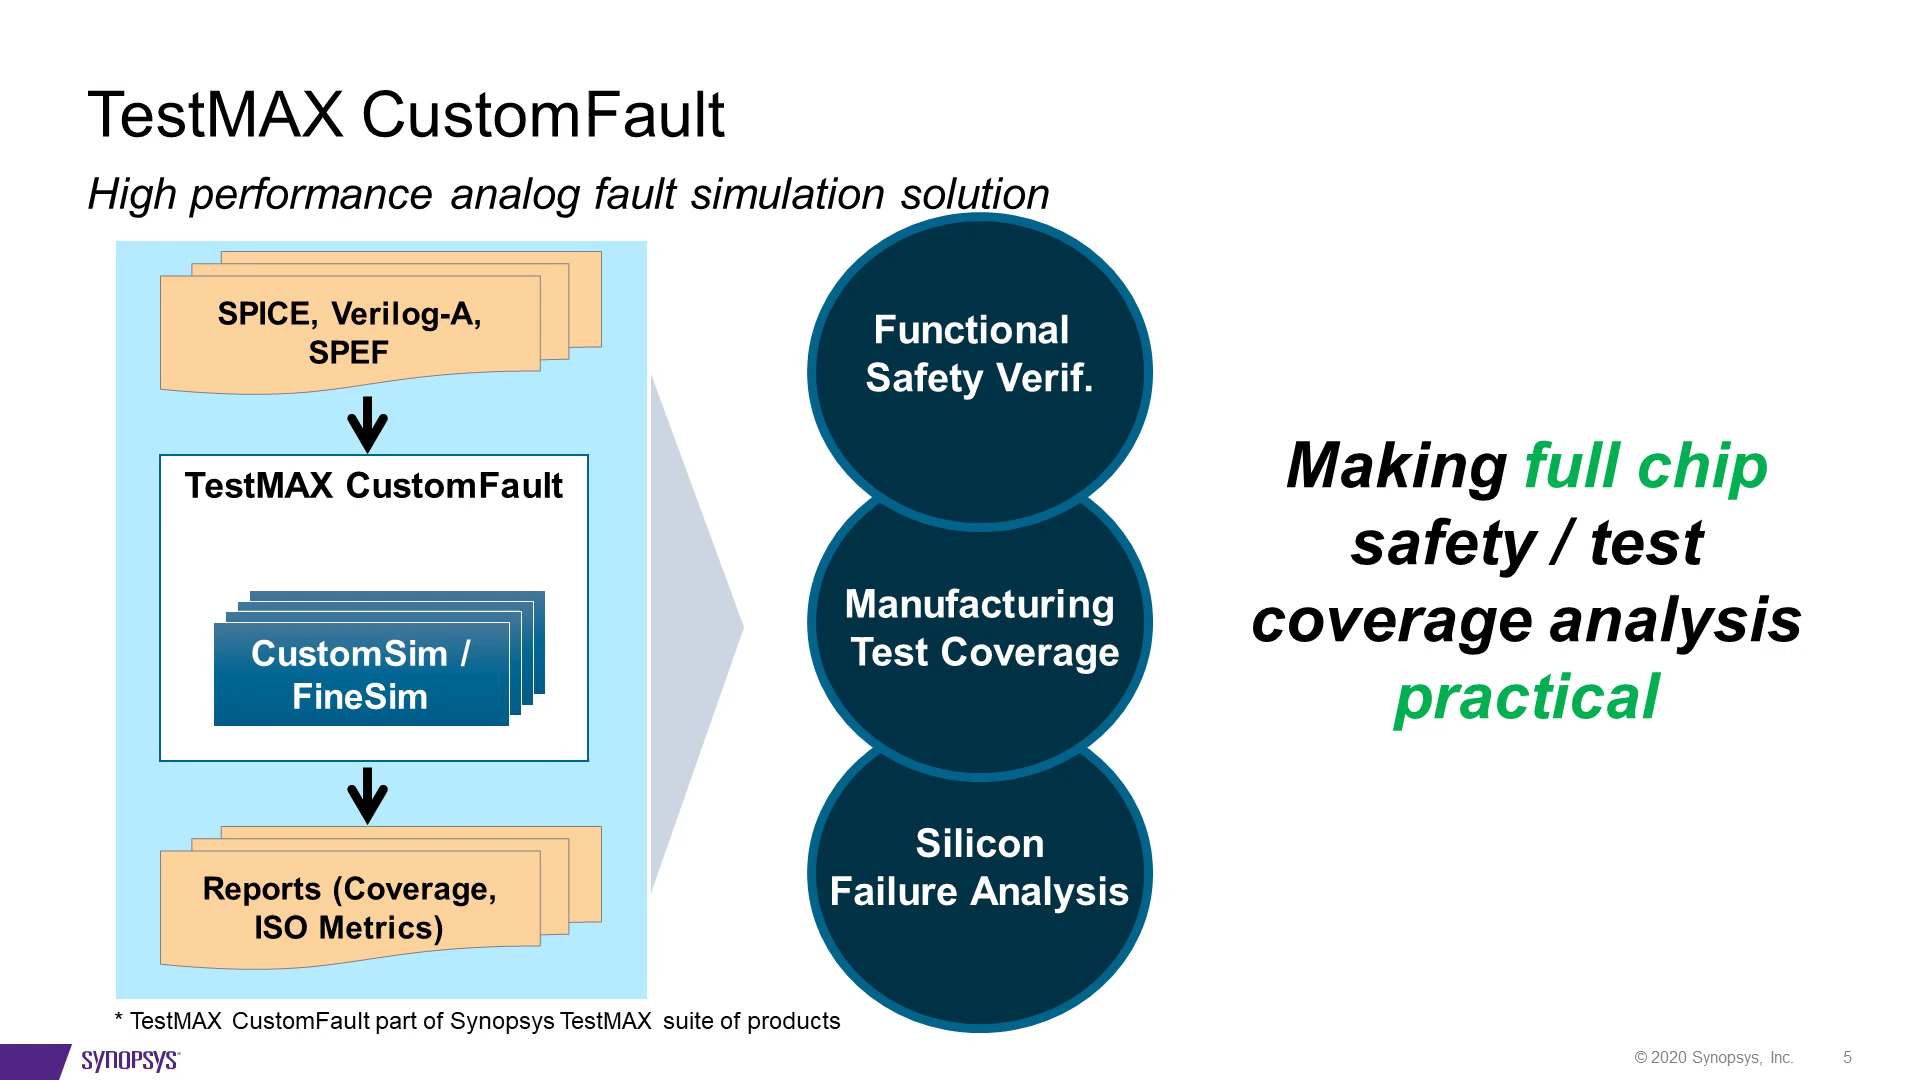 TestMAX CustomFault
High performance analog fault simulation solution
SPICE, Verilog-A,
SPEF
TestMAX CustomFault
CustomSim /
FineSim
Reports (Coverage,
ISO Metrics)
* TestMAX CustomFault part of Synopsys TestMAX suite of products
Functional
Safety Verif.
Manufacturing
Test Coverage
Silicon
Failure Analysis
Making full chip
safety / test
coverage analysis
practical
SYNOPSYS®
© 2020 Synopsys, Inc.
5